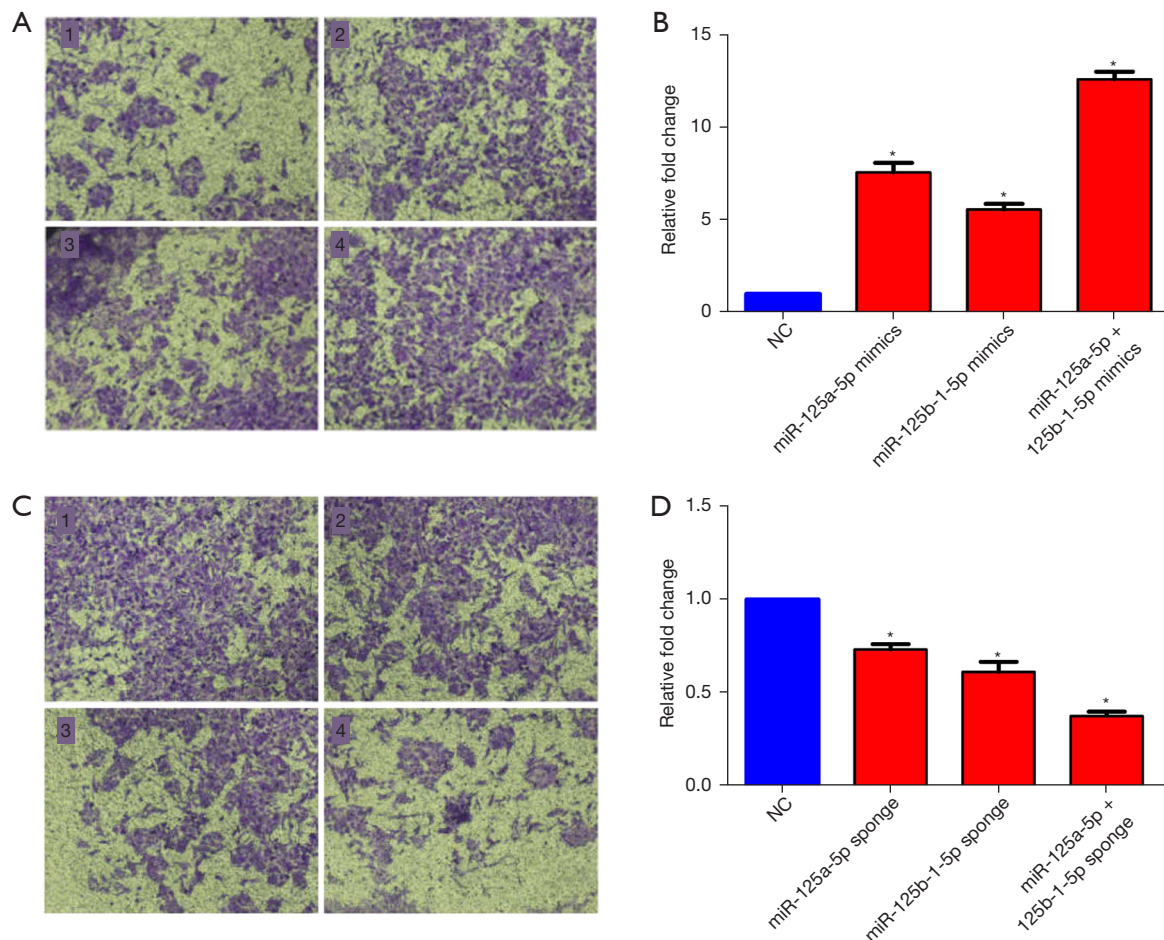 A
1
2
3
4
B
Relative fold change
15
10
5
0
*
*
*
NC
miR-125a-5p mimics
miR-125b-1-5p mimics
miR-125a-5p +
125b-1-5p mimics
C
1
2
3
4
D
Relative fold change
1.5
1.0
0.5
0.0
*
*
*
NC
miR-125a-5p sponge
miR-125b-1-5p sponge
miR-125a-5p +
125b-1-5p sponge